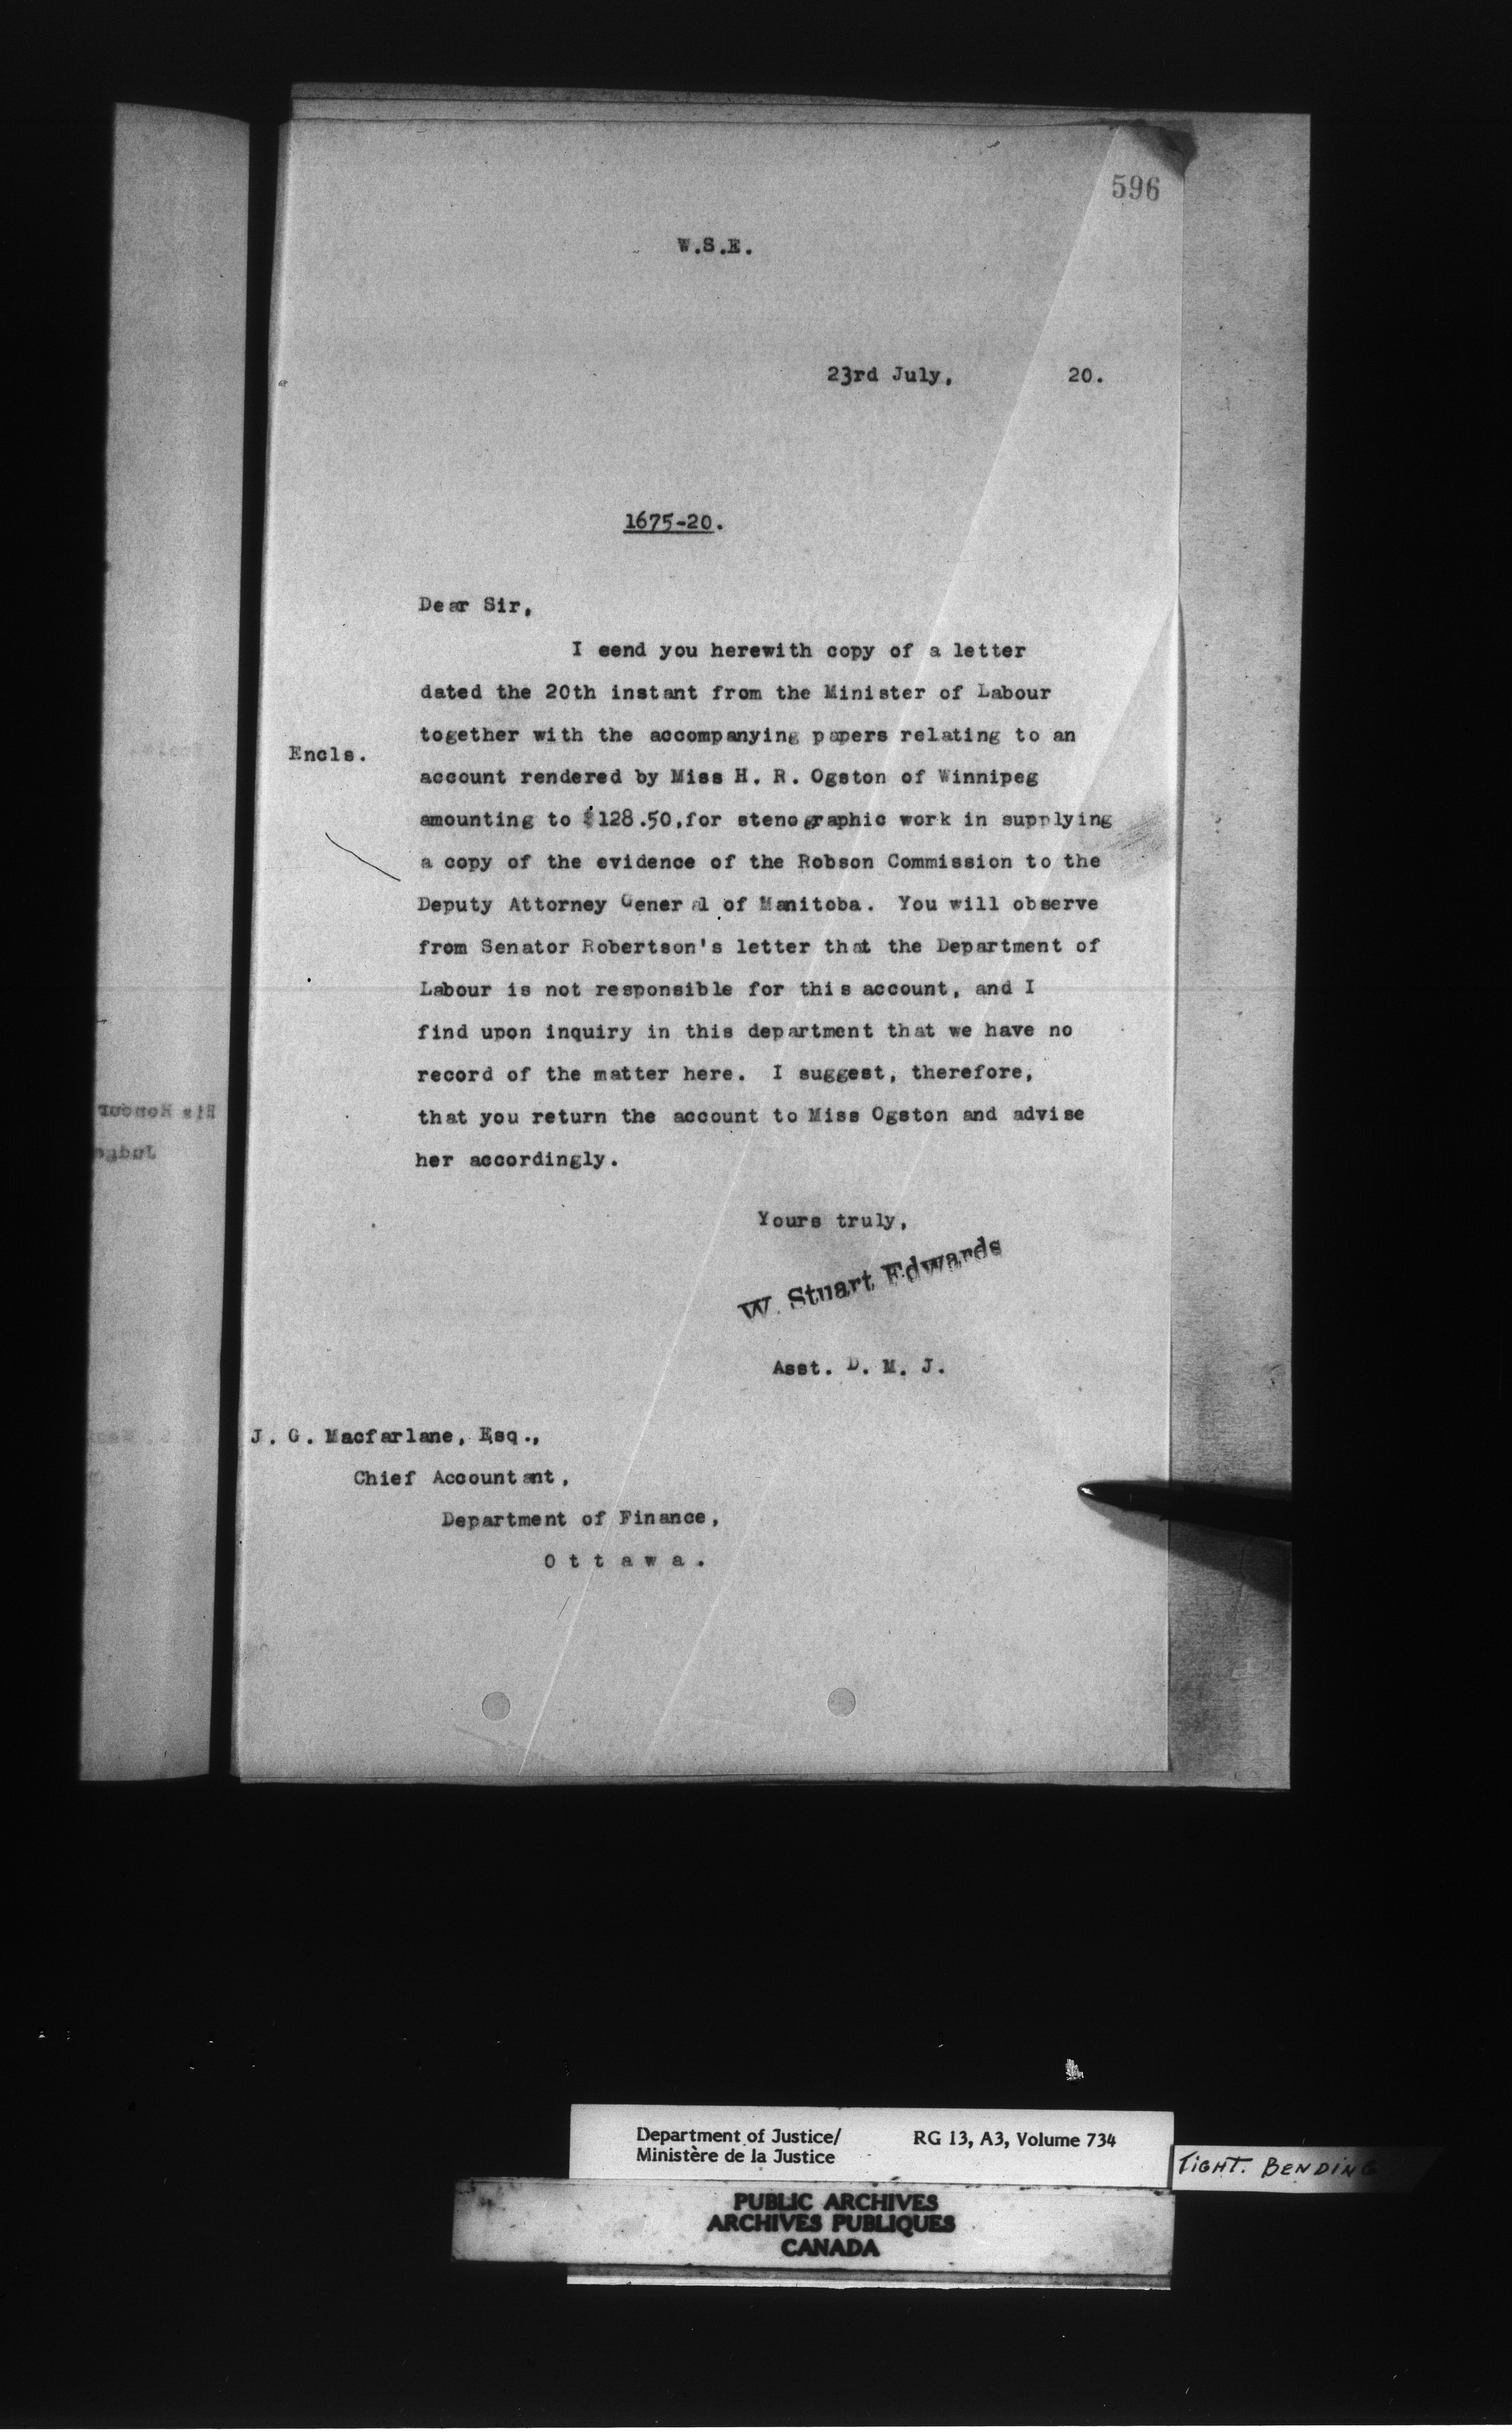 596
W.S.E.
23rd July, 20.
1675-20.
Dear Sir,
I send you herewith copy of a letter
dated the 20th instant from the Minister of Labour
together with the accompanying papers relating to an
Encls.
account rendered by Miss H. R. Ogston of Winnipeg
amounting to $128.50,for stenographic work in supplying
a copy of the evidence of the Robson Commission to the
Deputy Attorney General of Manitoba. You will observe
from Senator Robertson's letter that the Department of
Labour is not responsible for this account, and I
find upon inquiry in this department that we have no
record of the matter here. I suggest, therefore,
that you return the account to Miss Ogston and advise
her accordingly.
Yours truly,
W. Stuart Edwards
Asst. D. M. J.
J. G. Macfarlane, Esq.,
Chief Accountant,
Department of Finance,
Ottawa.
His Honour
Judge
Department of Justice/ RG 13, A3, Volume 734
Ministère de la Justice
TIGHT. BENDING
PUBLIC ARCHIVES
ARCHIVES PUBLIQUES
CANADA